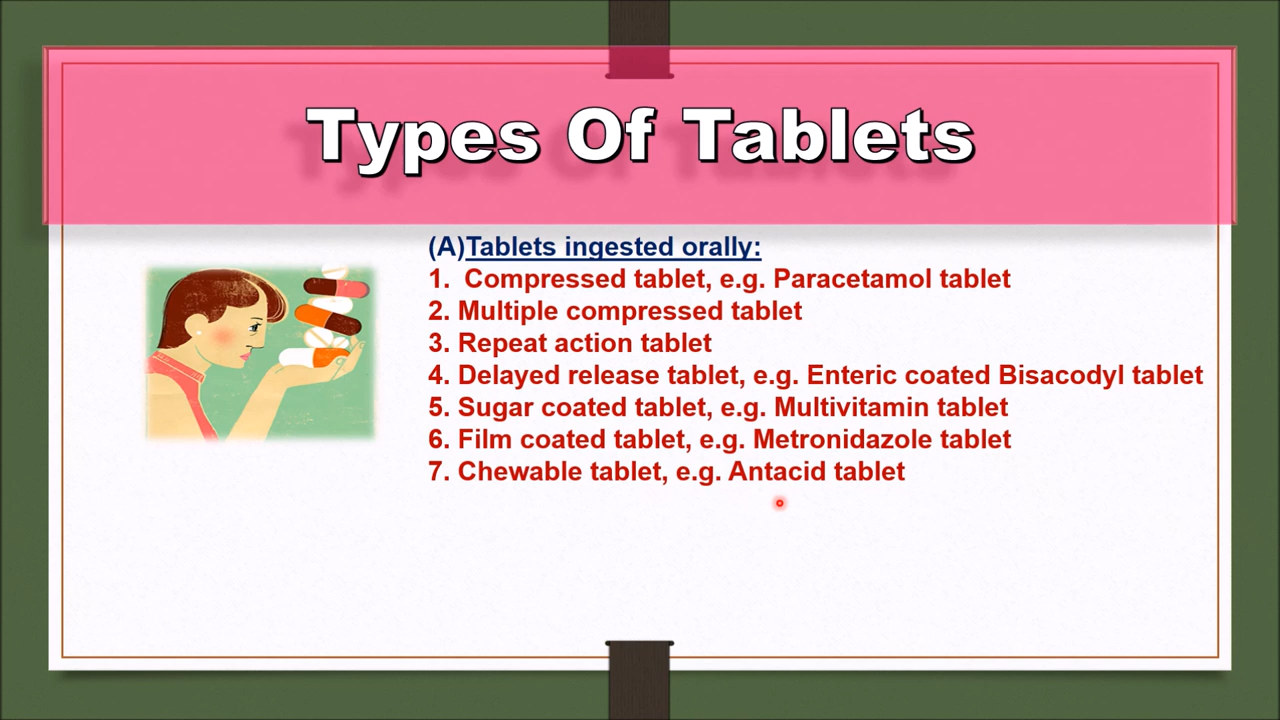 Types Of Tablets
(A)Tablets ingested orally:
1. Compressed tablet, e.g. Paracetamol tablet
2. Multiple compressed tablet
3. Repeat action tablet
4. Delayed release tablet, e.g. Enteric coated Bisacodyl tablet
5. Sugar coated tablet, e.g. Multivitamin tablet
6. Film coated tablet, e.g. Metronidazole tablet
7. Chewable tablet, e.g. Antacid tablet